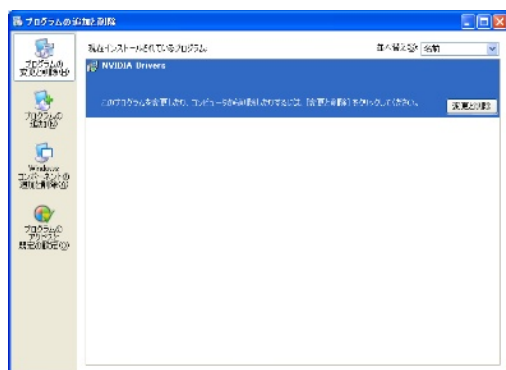 プログラムの追加と削除
プログラムの
変更と削除(H)
プログラムの
追加(N)
Windows
コンポーネントの
追加と削除(A)
プログラムの
アクセスと
既定の設定(O)
現在インストールされているプログラム:
並べ替え(S): 名前
NVIDIA Drivers
このプログラムを変更したり、コンピュータから削除したりするには、[変更と削除] をクリックしてください。
変更と削除